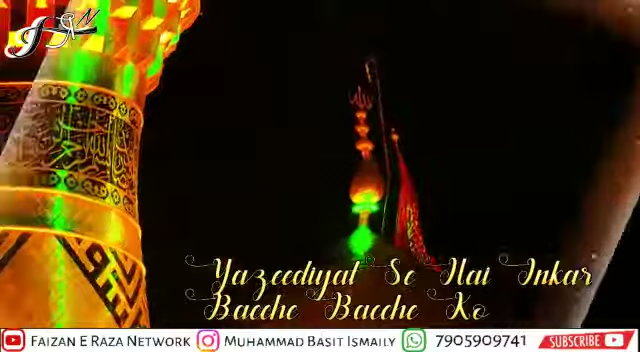 Yazeediyat Se Hai Inkar
Bacche Bacche Ko
FAIZAN E RAZA NETWORK MUHAMMAD BASIT ISMAILY 7905909741 SUBSCRIBE